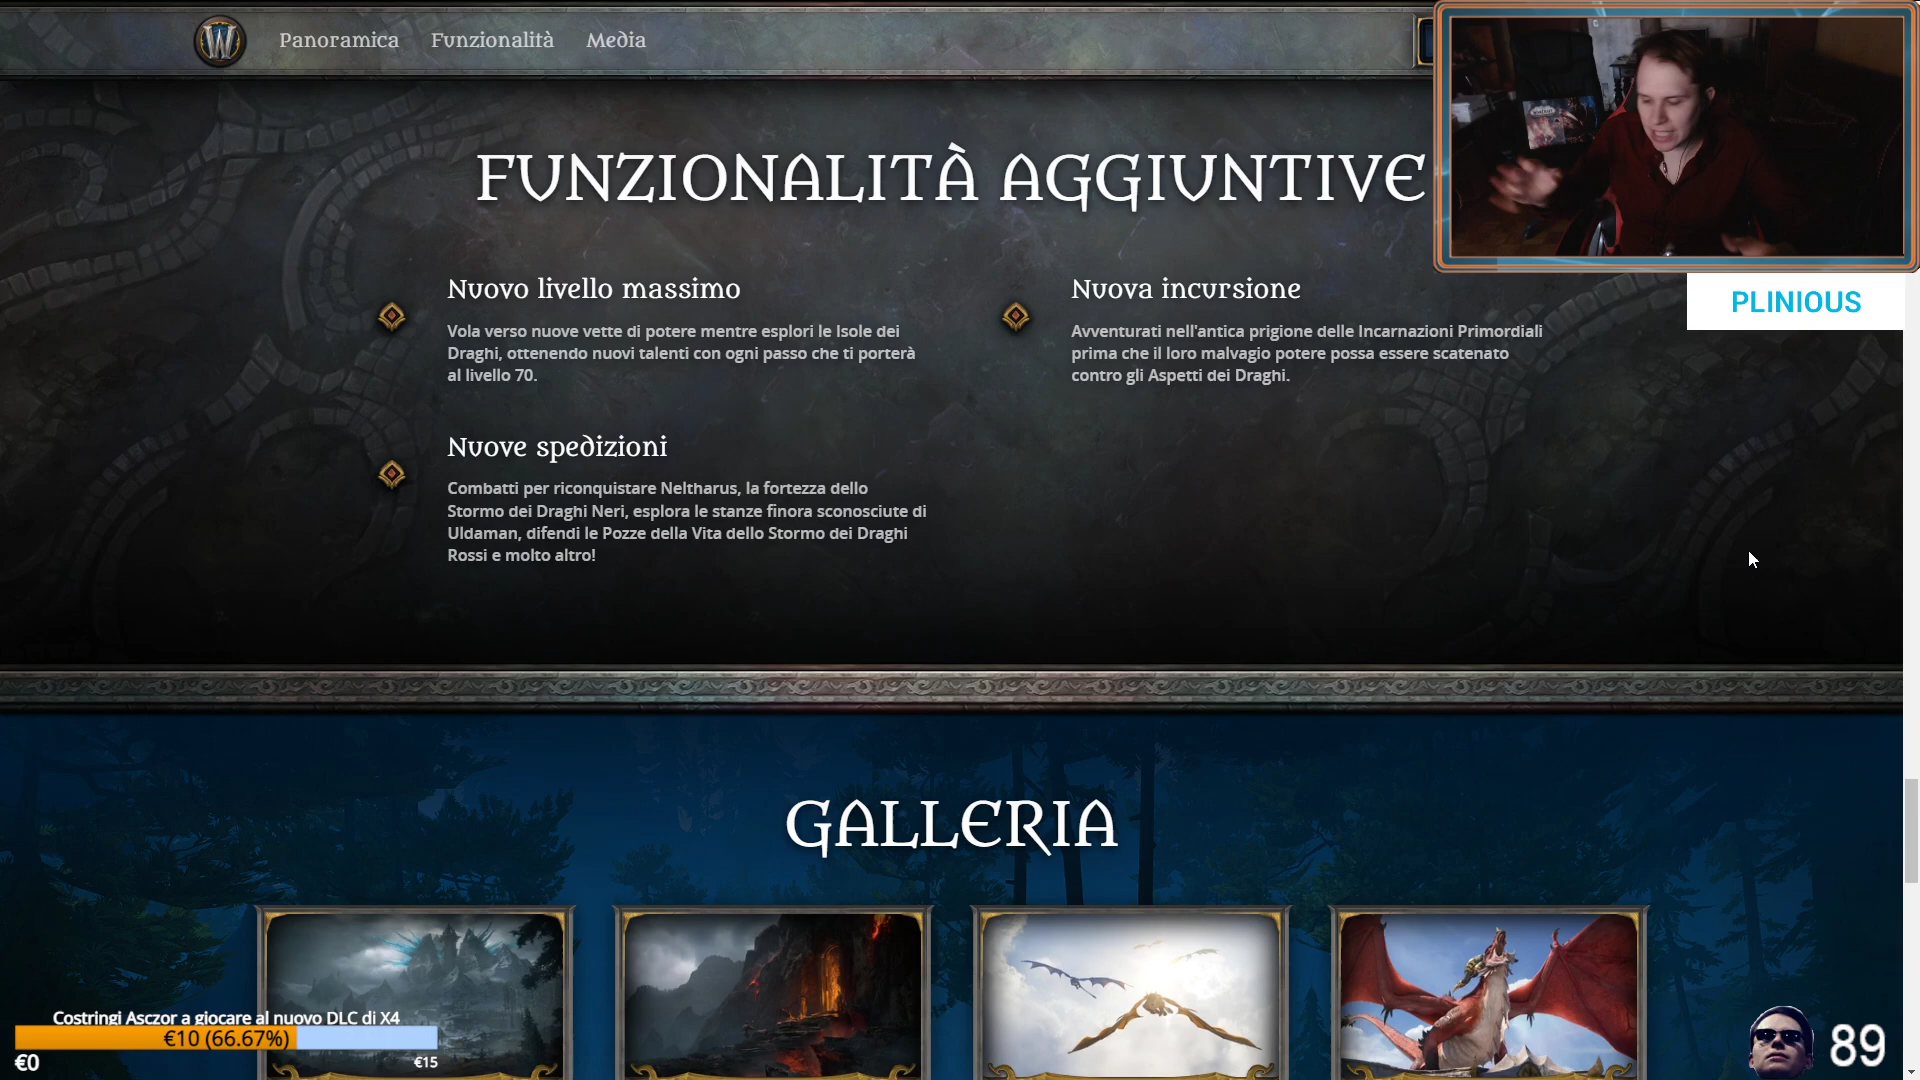 W
Panoramica
Funzionalità
Media
FUNZIONALITÀ AGGIUNTIVE
Nuovo livello massimo
Vola verso nuove vette di potere mentre esplori le Isole dei
Draghi, ottenendo nuovi talenti con ogni passo che ti porterà
al livello 70.
Nuova incursione
Avventurati nell'antica prigione delle Incarnazioni Primordiali
prima che il loro malvagio potere possa essere scatenato
contro gli Aspetti dei Draghi.
PLINIOUS
Nuove spedizioni
Combatti per riconquistare Neltharus, la fortezza dello
Stormo dei Draghi Neri, esplora le stanze finora sconosciute di
Uldaman, difendi le Pozze della Vita dello Stormo dei Draghi
Rossi e molto altro!
GALLERIA
Costringi Asczor a giocare al nuovo DLC di X4
€10 (66.67%)
€0
€15
89